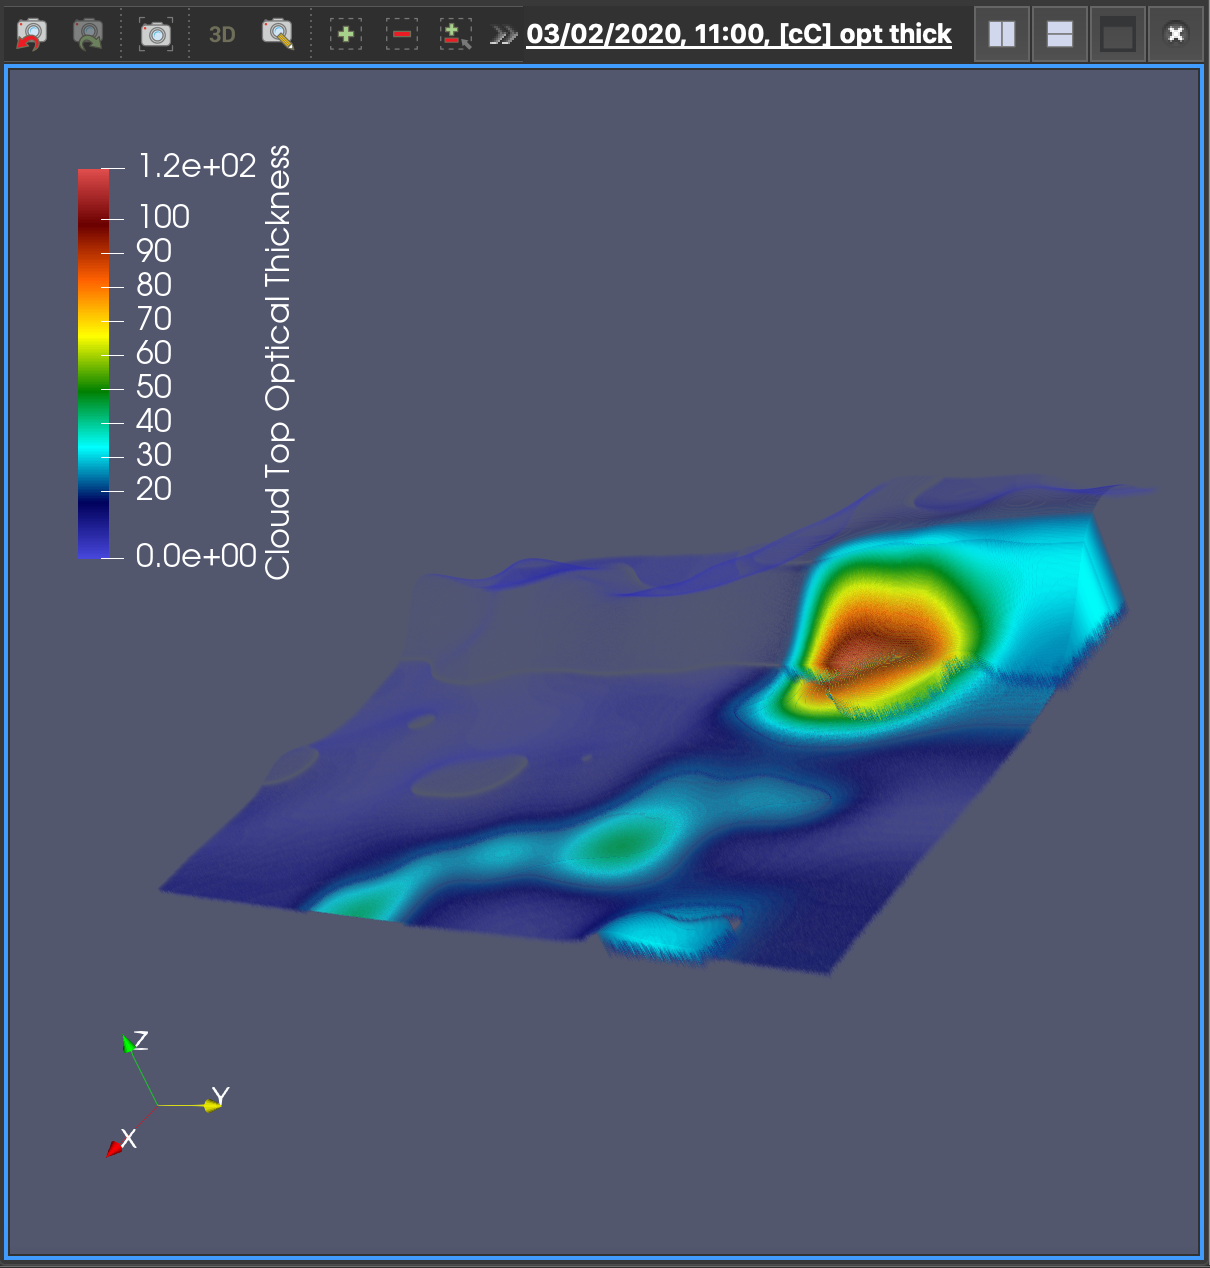 3D
03/02/2020, 11:00, [cC] opt thick
1.2e+02
100
90
80
70
60
50
40
30
20
0.0e+00
Cloud Top Optical Thickness
Z
Y
X